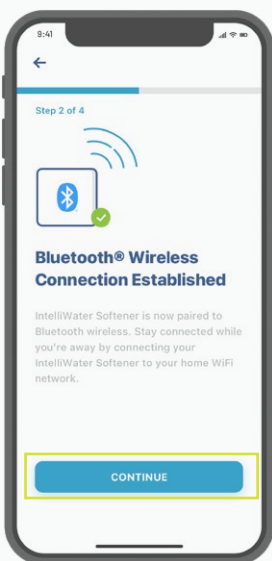 9:41
Step 2 of 4
Bluetooth® Wireless
Connection Established
IntelliWater Softener is now paired to
Bluetooth wireless. Stay connected while
you're away by connecting your
IntelliWater Softener to your home WiFi
network.
CONTINUE